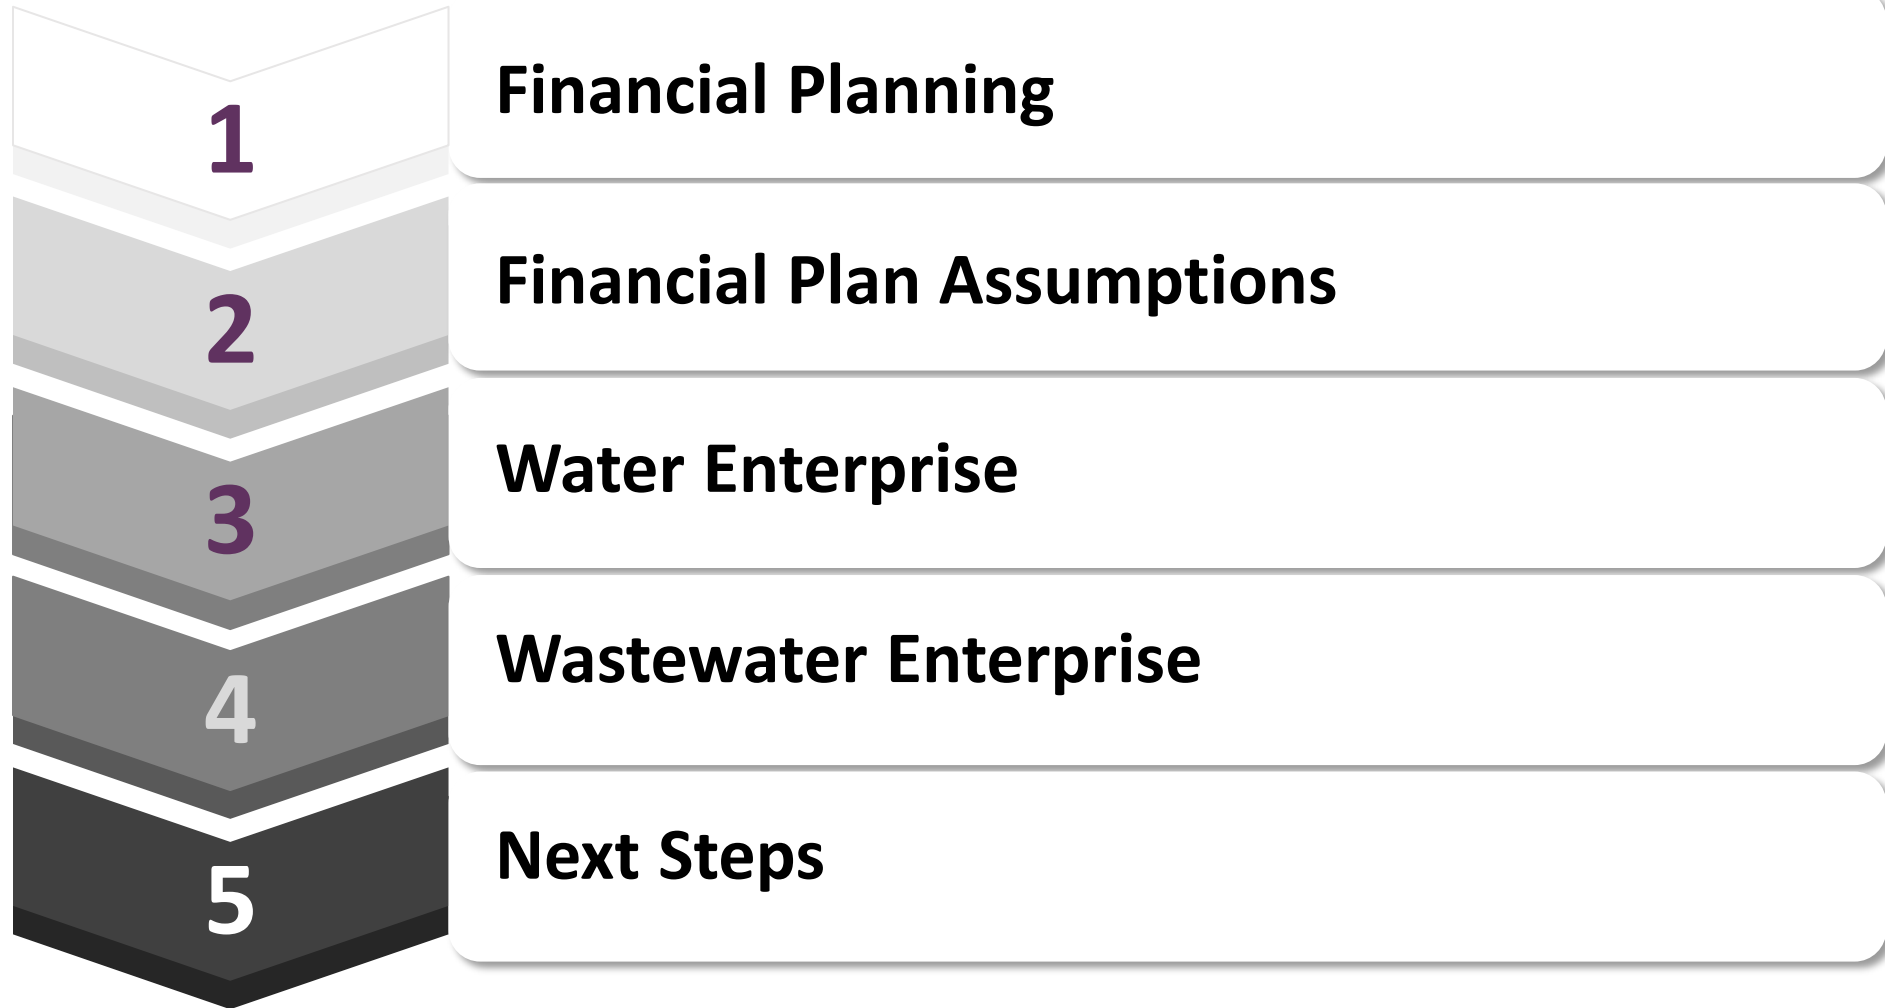 1
Financial Planning
2
Financial Plan Assumptions
3
Water Enterprise
4
Wastewater Enterprise
5
Next Steps